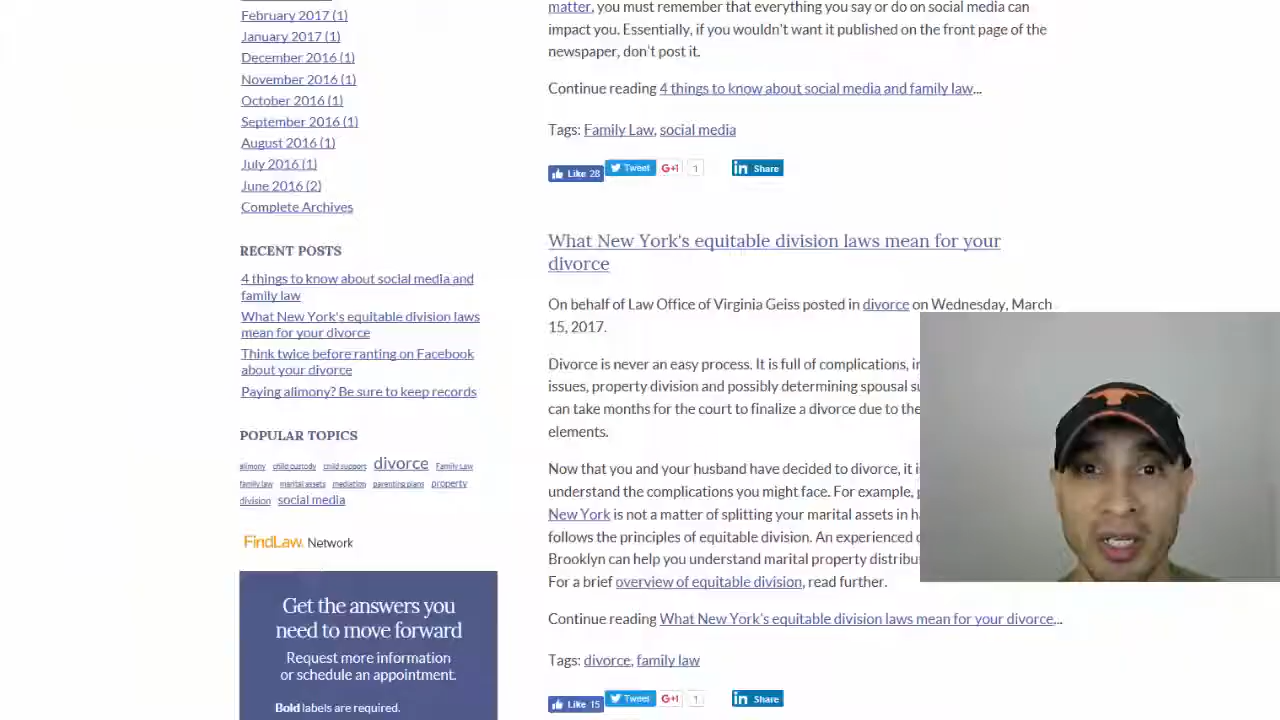 February 2017 (1)
January 2017 (1)
December 2016 (1)
November 2016 (1)
October 2016 (1)
September 2016 (1)
August 2016 (1)
July 2016 (1)
June 2016 (2)
Complete Archives
RECENT POSTS
4 things to know about social media and
family law
What New York's equitable division laws
mean for your divorce
Think twice before ranting on Facebook
about your divorce
Paying alimony? Be sure to keep records
POPULAR TOPICS
alimony child custody child support divorce Family Law
family law marital assets mediation parenting plans property
division social media
FindLaw. Network
Get the answers you
need to move forward
Request more information
or schedule an appointment.
Bold labels are required.
matter, you must remember that everything you say or do on social media can
impact you. Essentially, if you wouldn't want it published on the front page of the
newspaper, don't post it.
Continue reading 4 things to know about social media and family law...
Tags: Family Law, social media
Like 28 Tweet G+1 1 in Share
What New York's equitable division laws mean for your
divorce
On behalf of Law Office of Virginia Geiss posted in divorce on Wednesday, March
15, 2017.
Divorce is never an easy process. It is full of complications,
issues, property division and possibly determining spousal
can take months for the court to finalize a divorce due to the
elements.
Now that you and your husband have decided to divorce, it
understand the complications you might face. For example,
New York is not a matter of splitting your marital assets in
follows the principles of equitable division. An experienced
Brooklyn can help you understand marital property
For a brief overview of equitable division, read further.
Continue reading What New York's equitable division laws mean for your divorce...
Tags: divorce, family law
Like 15 Tweet G+1 1 in Share